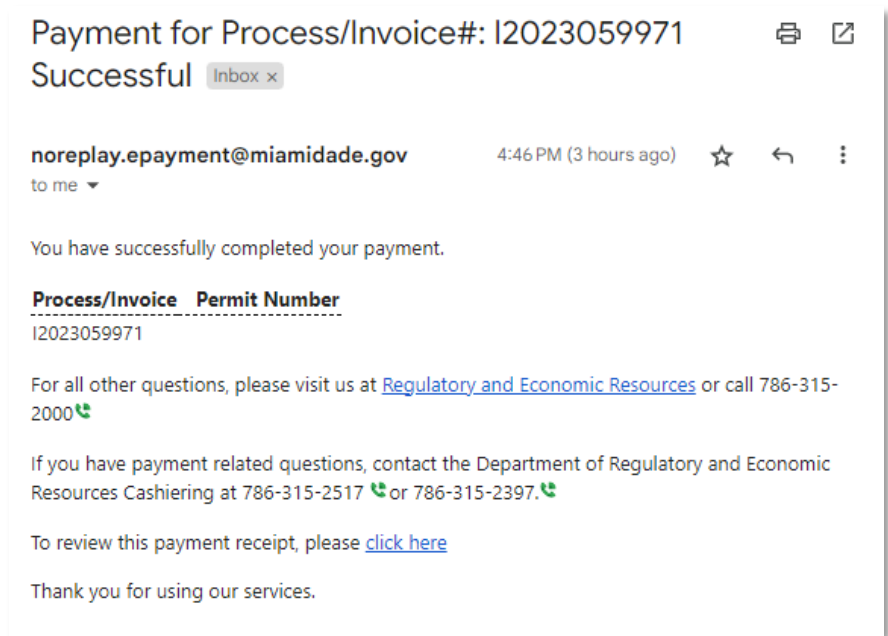 Payment for Process/Invoice#: I2023059971
Successful Inbox ×
noreplay.epayment@miamidade.gov 4:46 PM (3 hours ago)
to me
You have successfully completed your payment.
Process/Invoice Permit Number
I2023059971
For all other questions, please visit us at Regulatory and Economic Resources or call 786-315-
2000
If you have payment related questions, contact the Department of Regulatory and Economic
Resources Cashiering at 786-315-2517 or 786-315-2397.
To review this payment receipt, please click here
Thank you for using our services.